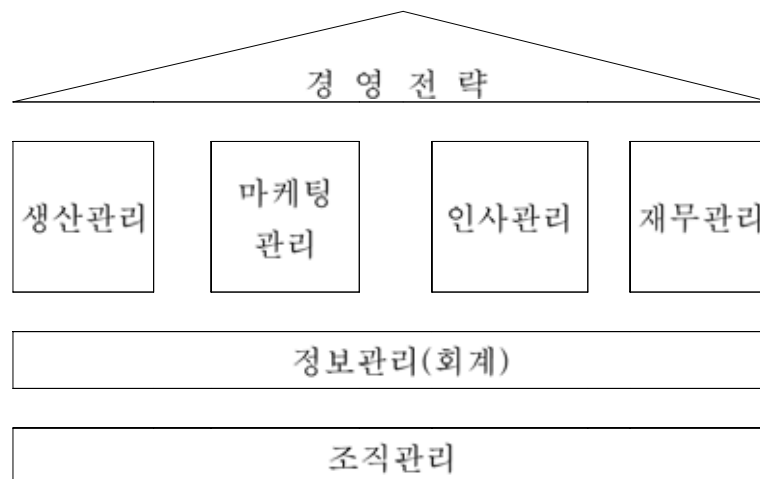 경 영 전 략
생산관리
마케팅
관리
인사관리
재무관리
정보관리(회계)
조직관리